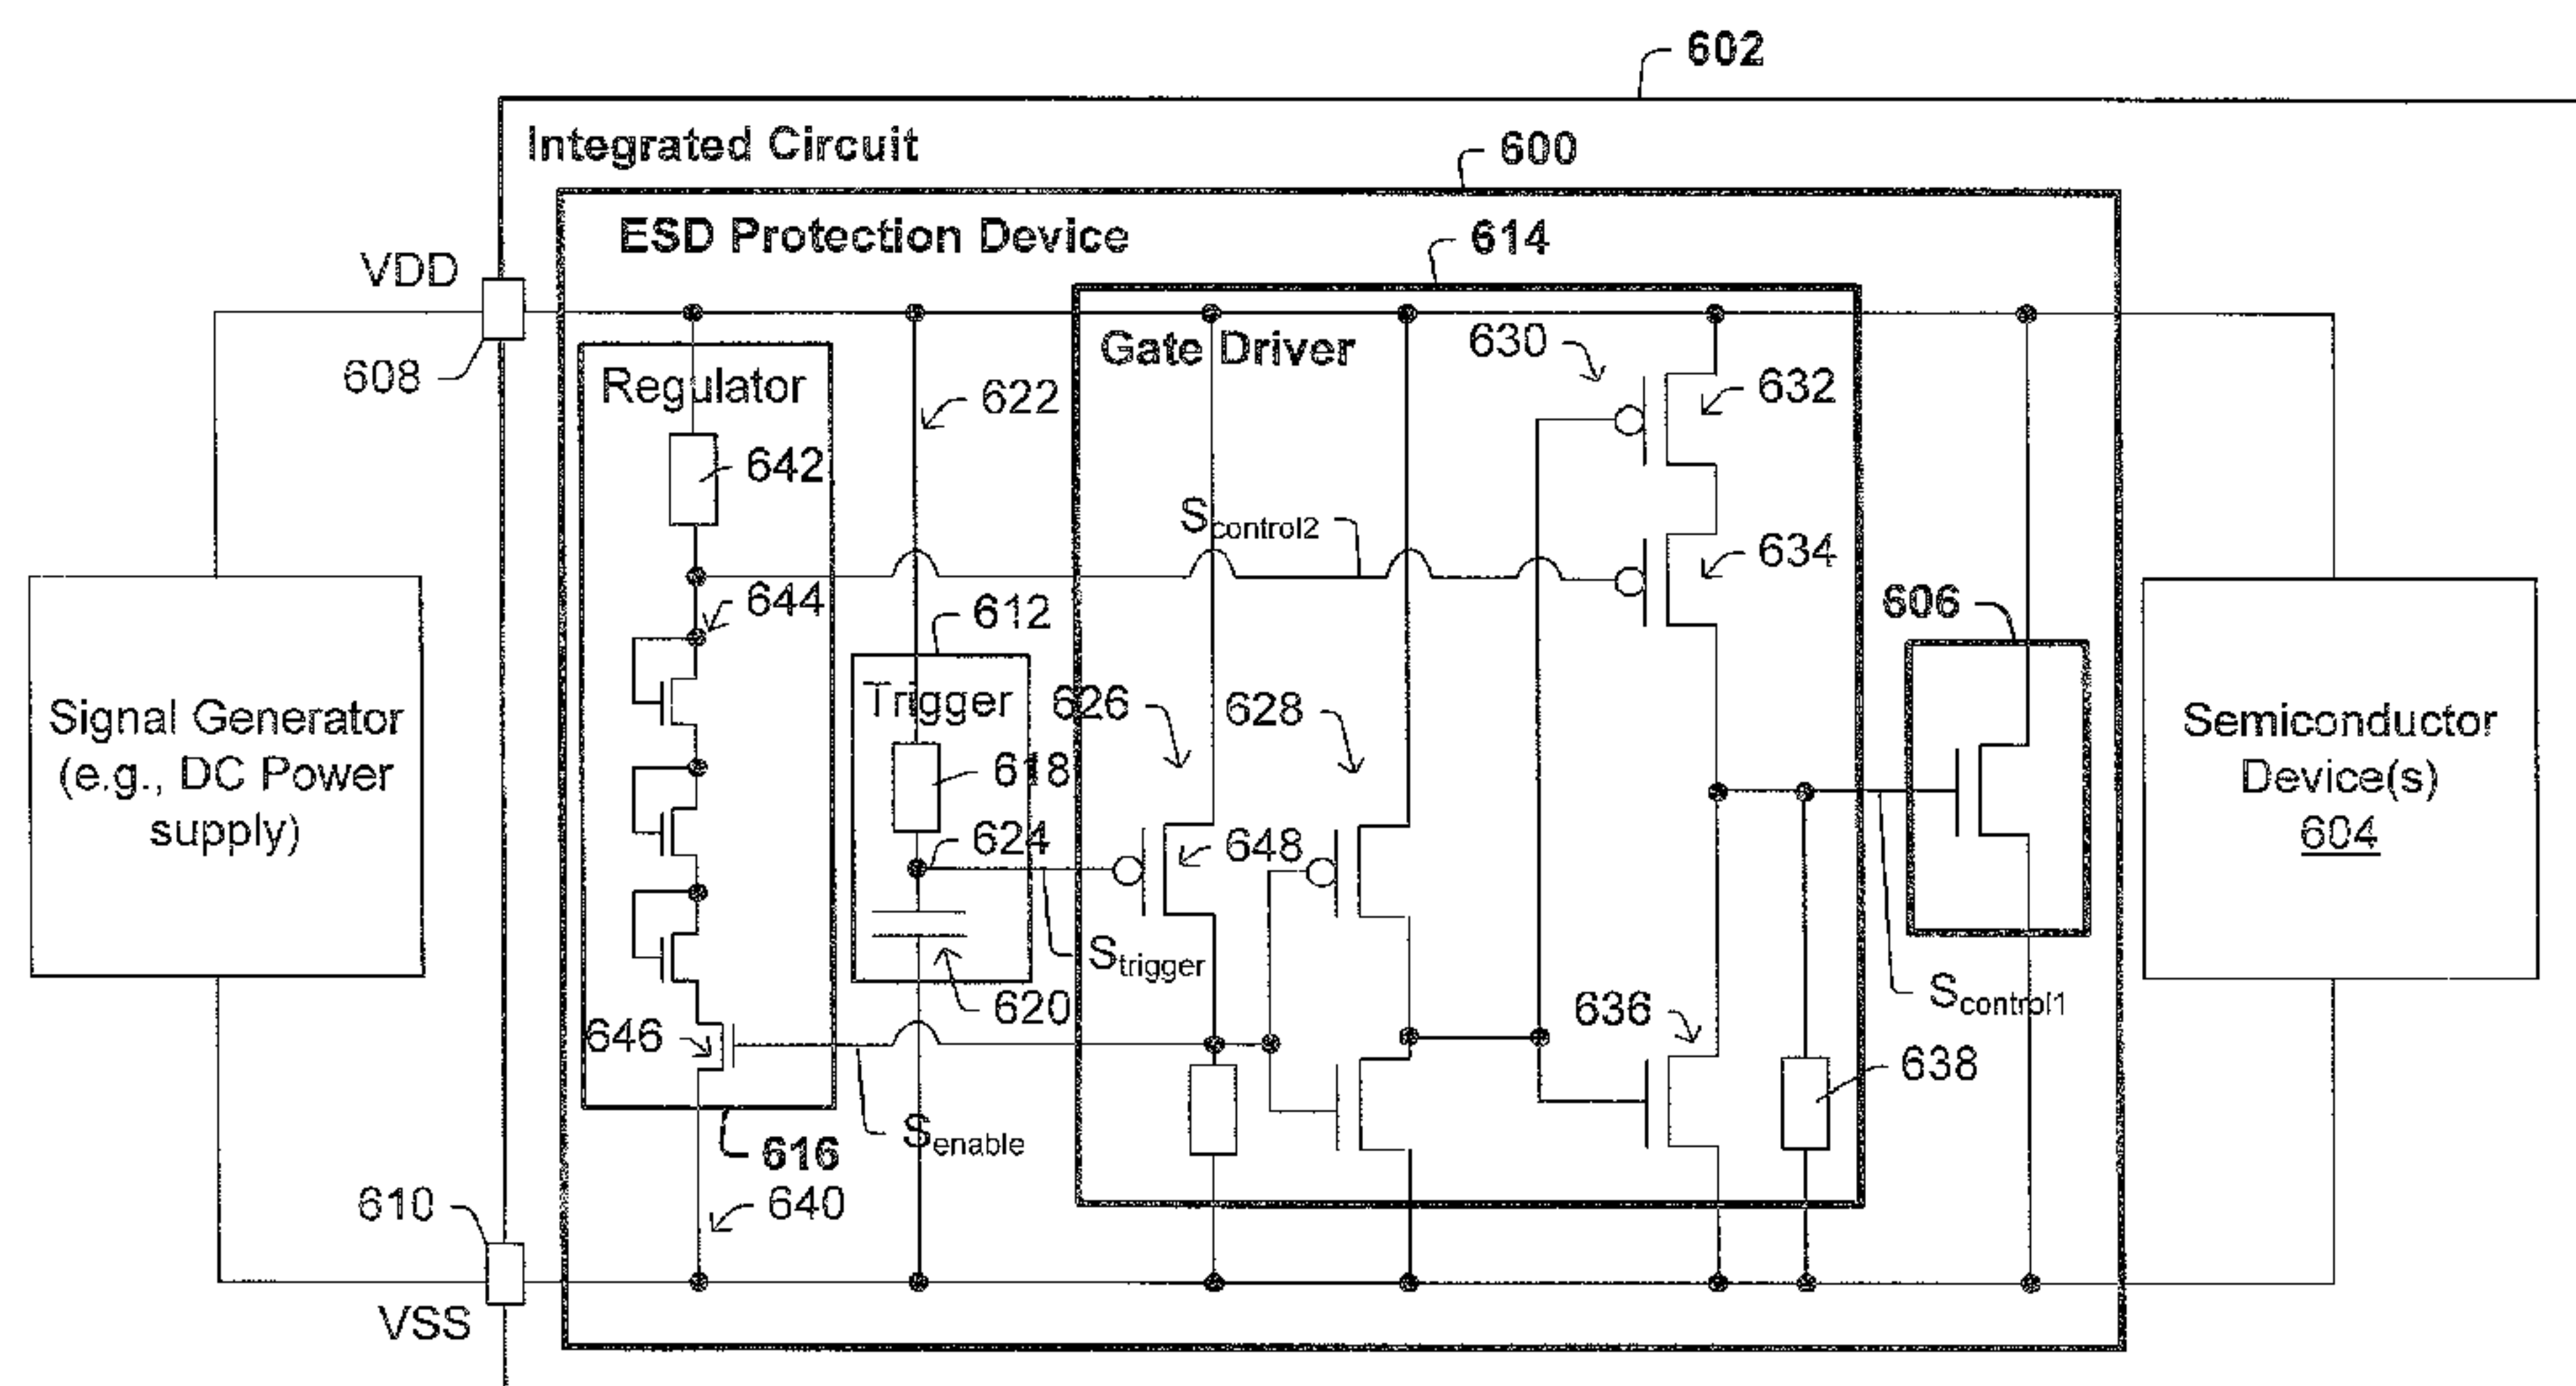 602
Integrated Circuit
600
ESD Protection Device
614
VDD
608
Gate Driver
630
632
Regulator
622
642
Scontrol2
634
644
612
606
Signal Generator
(e.g., DC Power
supply)
Trigger
626
628
Semiconductor
Device(s)
604
618
624
648
Strigger
620
Scontrol1
646
636
638
Senable
616
640
610
VSS